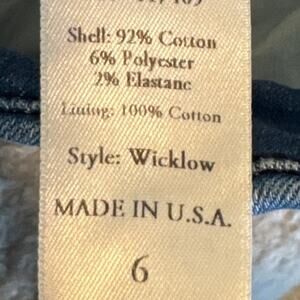 Shell: 92% Cotton
6% Polyester
2% Elastane
Lining: 100% Cotton
Style: Wicklow
MADE IN U.S.A.
6